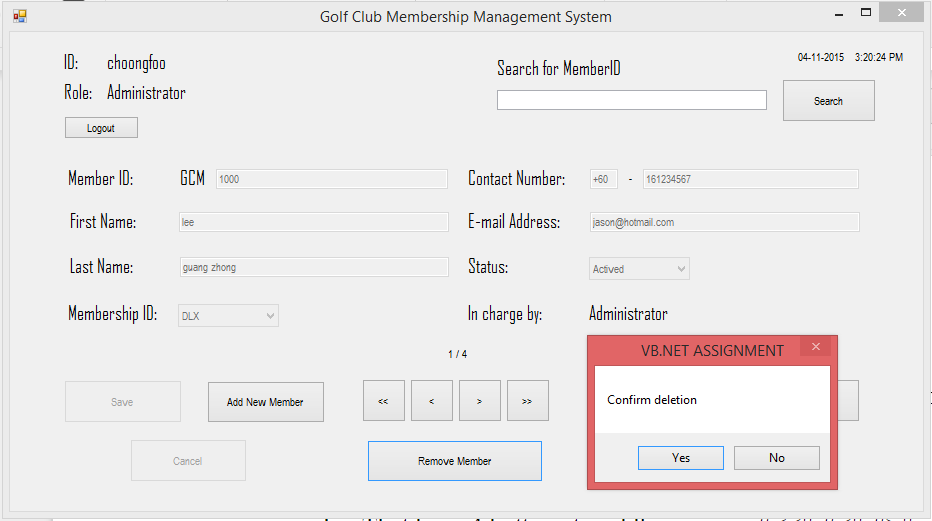 Golf Club Membership Management System
ID: choongfoo
Role: Administrator
Logout
04-11-2015 3:20:24 PM
Search for MemberID
Search
Member ID: GCM 1000
Contact Number: +60 - 161234567
First Name: lee
E-mail Address: jason@hotmail.com
Last Name: guang zhong
Status: Actived
Membership ID: DLX
In charge by: Administrator
1 / 4
Save
Add New Member
<<
<
>
>>
Cancel
Remove Member
VB.NET ASSIGNMENT
Confirm deletion
Yes
No